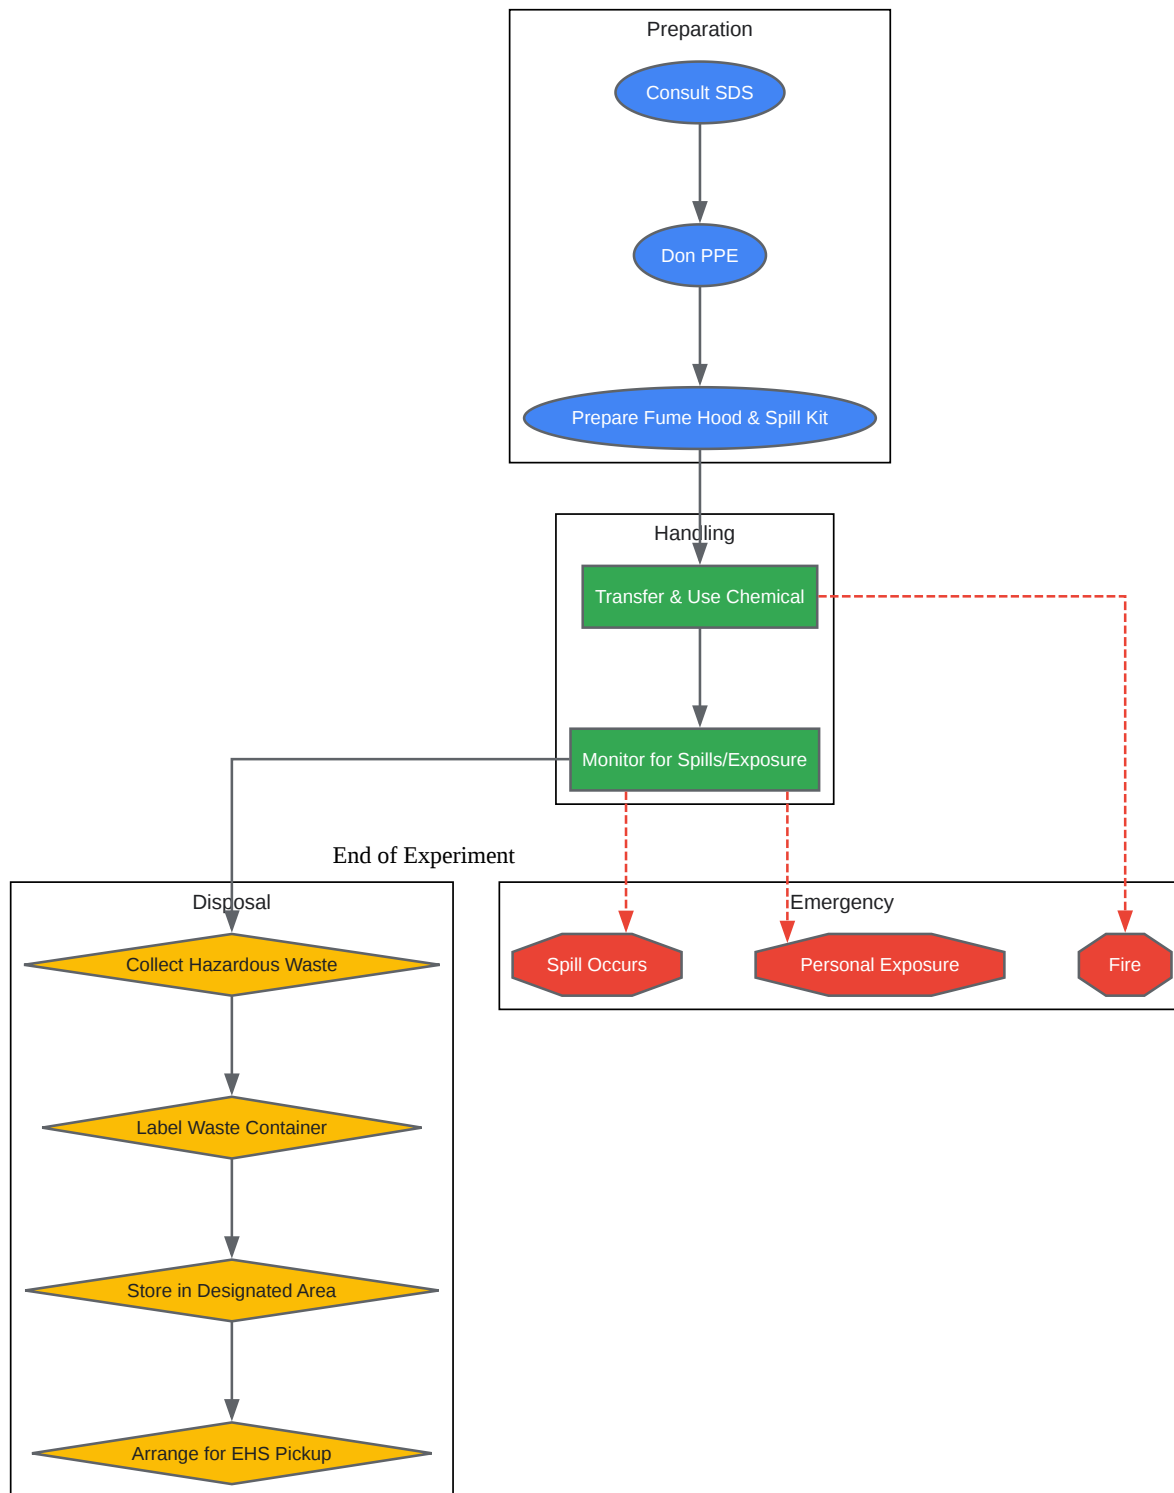 Preparation
Consult SDS
Don PPE
Prepare Fume Hood & Spill Kit
Handling
Transfer & Use Chemical
Monitor for Spills/Exposure
End of Experiment
Disposal
Emergency
Collect Hazardous Waste
Spill Occurs
Personal Exposure
Fire
Label Waste Container
Store in Designated Area
Arrange for EHS Pickup